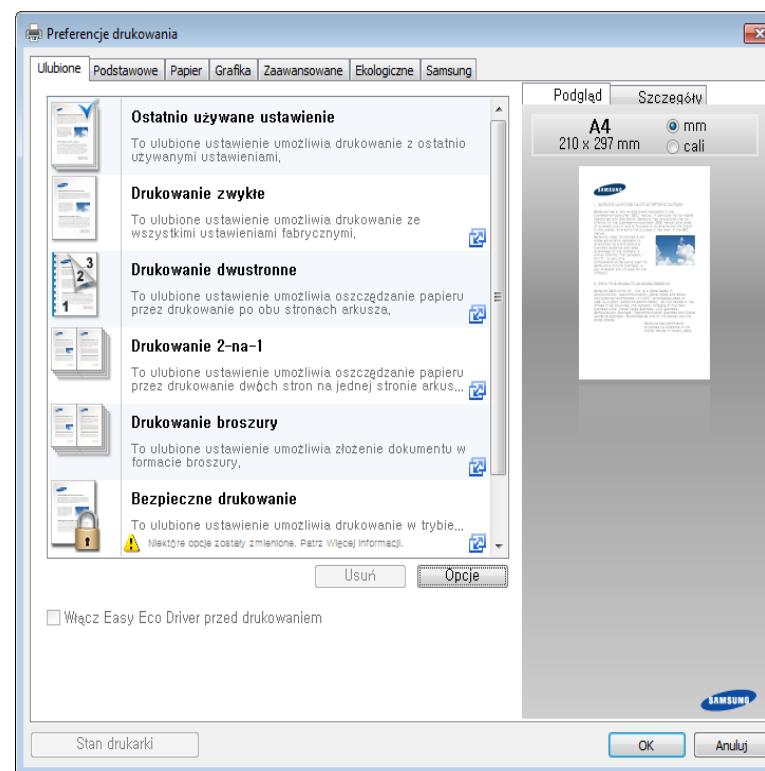 Preferencje drukowania
Ulubione Podstawowe Papier Grafika Zaawansowane Ekologiczne Samsung
Ostatnio używane ustawienie
To ulubione ustawienie umożliwia drukowanie z ostatnio
używanymi ustawieniami,
Drukowanie zwykłe
To ulubione ustawienie umożliwia drukowanie ze
wszystkimi ustawieniami fabrycznymi,
3
2
1
Drukowanie dwustronne
To ulubione ustawienie umożliwia oszczędzanie papieru
przez drukowanie po obu stronach arkusza,
Drukowanie 2-na-1
To ulubione ustawienie umożliwia oszczędzanie papieru
przez drukowanie dwóch stron na jednej stronie arkus...
Drukowanie broszury
To ulubione ustawienie umożliwia złożenie dokumentu w
formacie broszury,
Bezpieczne drukowanie
To ulubione ustawienie umożliwia drukowanie w trybie...
Niektóre opcje zostały zmienione. Patrz Więcej informacji.
Usuń Opcje
Włącz Easy Eco Driver przed drukowaniem
Podgląd Szczegóły
A4
210 x 297 mm
mm
cali
SAMSUNG
SAMSUNG
Stan drukarki
OK Anuluj